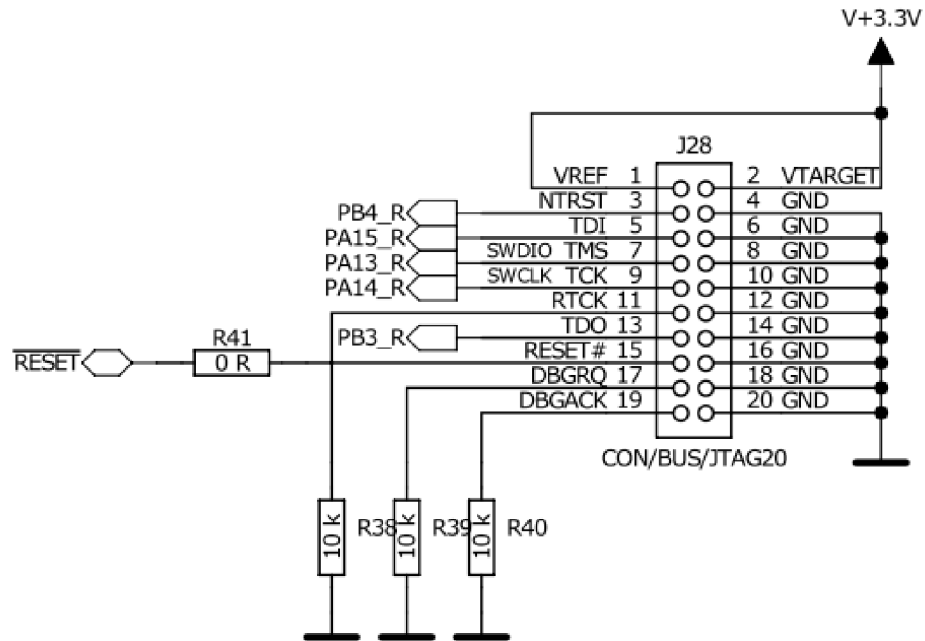 V+3.3V
J28
VREF 1 2 VTARGET
NTRST 3 4 GND
PB4_R
TDI 5 6 GND
PA15_R
SWDIO TMS 7 8 GND
PA13_R
SWCLK TCK 9 10 GND
PA14_R
RTCK 11 12 GND
TDO 13 14 GND
PB3_R
R41
RESET# 15 16 GND
RESET
0 R
DBGRQ 17 18 GND
DBGACK 19 20 GND
CON/BUS/JTAG20
10 k R38 10 k R39 10 k R40